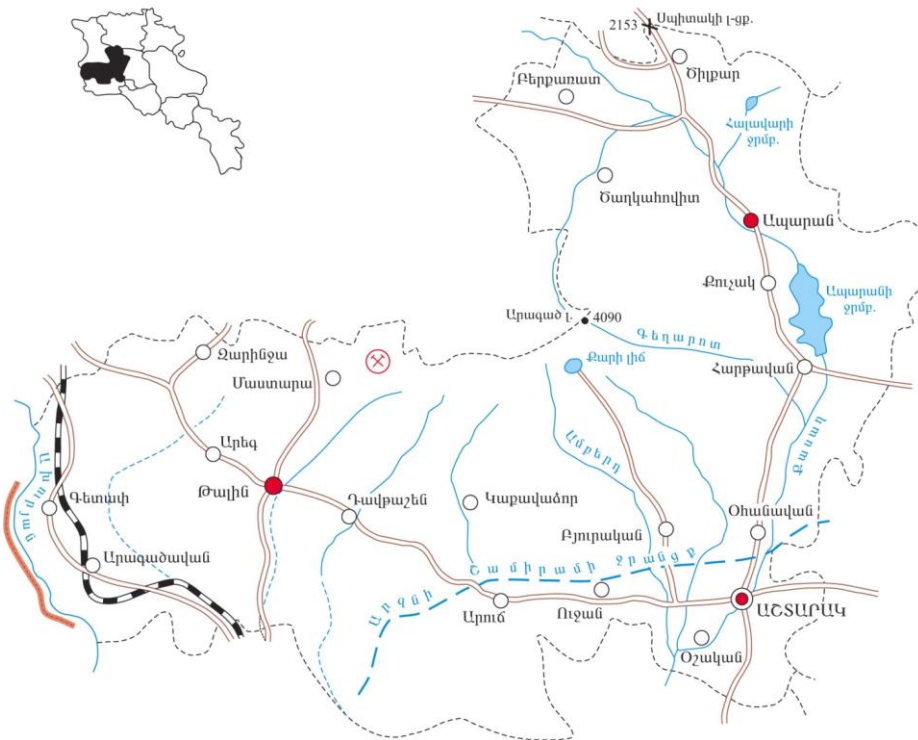 Սպիտակի լ-ցք.
2153
Ծիլքար
Բերքառատ
Հալավարի
ջրմբ.
Ծաղկահովիտ
Ապարան
Քուչակ
Ապարանի
ջրմբ.
Արագած լ.
4090
Գեղարոտ
Քարի լիճ
Հարթավան
Զարինջա
Մաստարա
Ամբերդ
Քասաղ
Արեգ
Թալին
Գետափ
Ախուրյան
Դավթաշեն
Կաքավաձոր
Բյուրական
Օհանավան
Արագածավան
Արզնի Շամիրամի ջրանցք
Արուճ
Ուջան
ԱՇՏԱՐԱԿ
Օշական